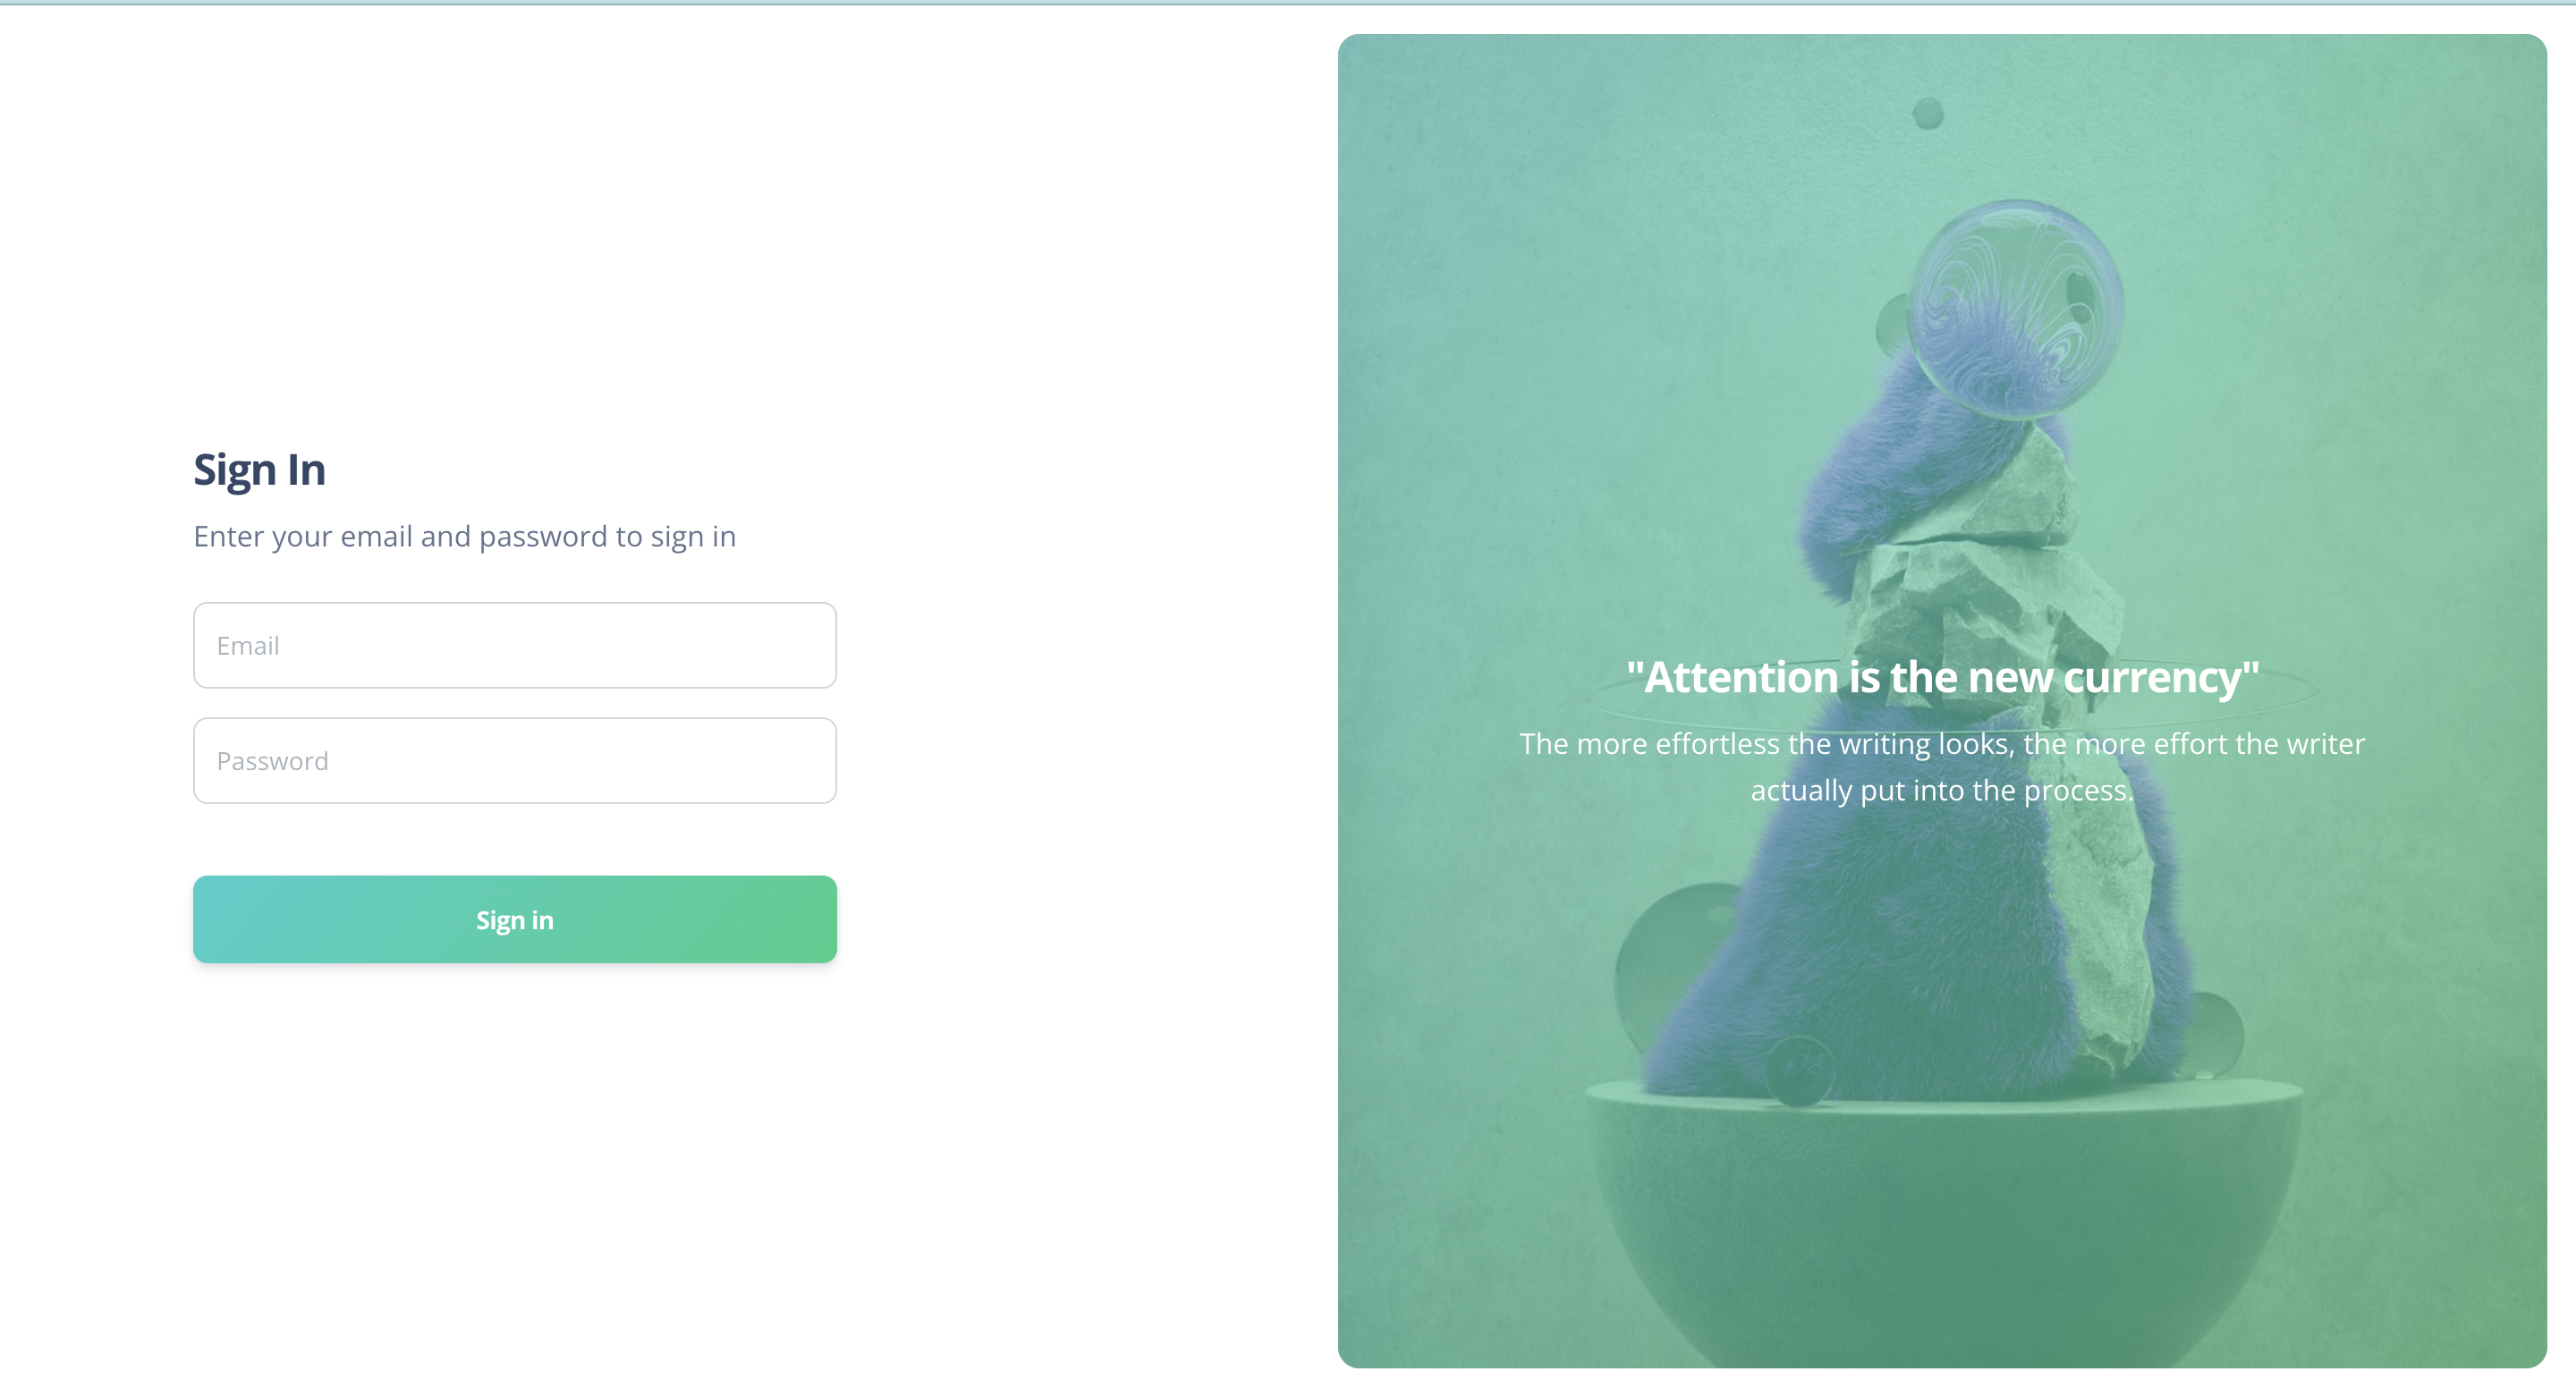 Sign In
Enter your email and password to sign in
Email
Password
Sign in
"Attention is the new currency"
The more effortless the writing looks, the more effort the writer
actually put into the process.